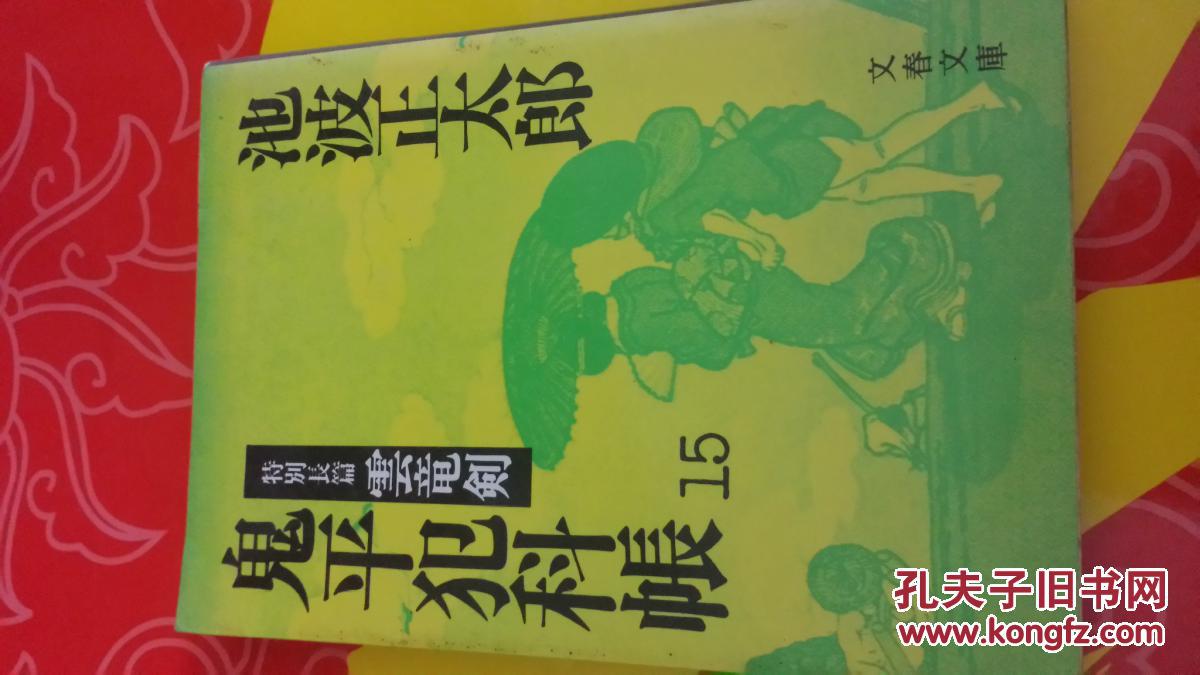 鬼平犯科帳
15
特別長篇
雲竜剣
池波正太郎
文春文庫
孔夫子旧书网
www.kongfz.com